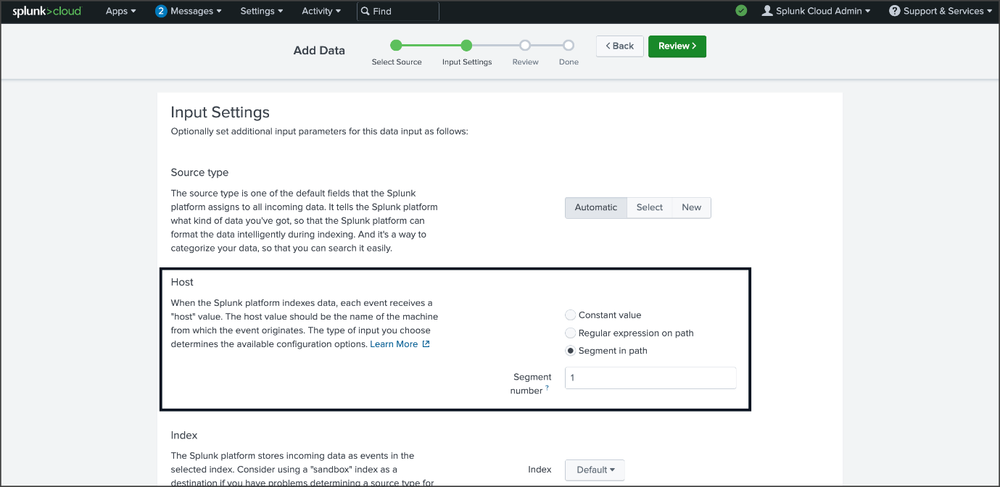 splunk>cloud Apps 2 Messages Settings Activity Find Splunk Cloud Admin ? Support & Services
Add Data
Select Source Input Settings Review Done
< Back
Review >
Input Settings
Optionally set additional input parameters for this data input as follows:
Source type
The source type is one of the default fields that the Splunk
platform assigns to all incoming data. It tells the Splunk platform
what kind of data you've got, so that the Splunk platform can
format the data intelligently during indexing. And it's a way to
categorize your data, so that you can search it easily.
Automatic Select New
Host
When the Splunk platform indexes data, each event receives a
"host" value. The host value should be the name of the machine
from which the event originates. The type of input you choose
determines the available configuration options. Learn More
Constant value
Regular expression on path
Segment in path
Segment
number ?
1
Index
The Splunk platform stores incoming data as events in the
selected index. Consider using a "sandbox" index as a
destination if you have problems determining a source type for
Index Default